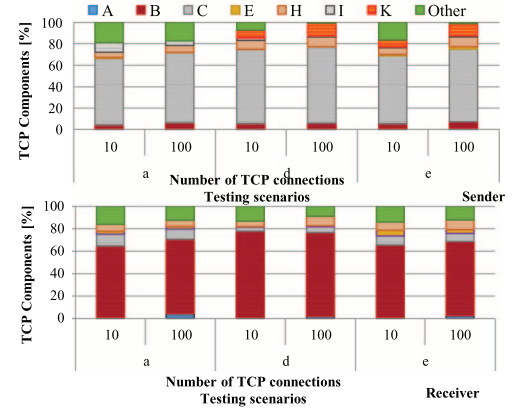 A B C E H I K Other
TCP Components [%]
100
80
60
40
20
0
10 100 10 100 10 100
a d e
Number of TCP connections
Testing scenarios Sender
TCP Components [%]
100
80
60
40
20
0
10 100 10 100 10 100
a d e
Number of TCP connections
Testing scenarios Receiver